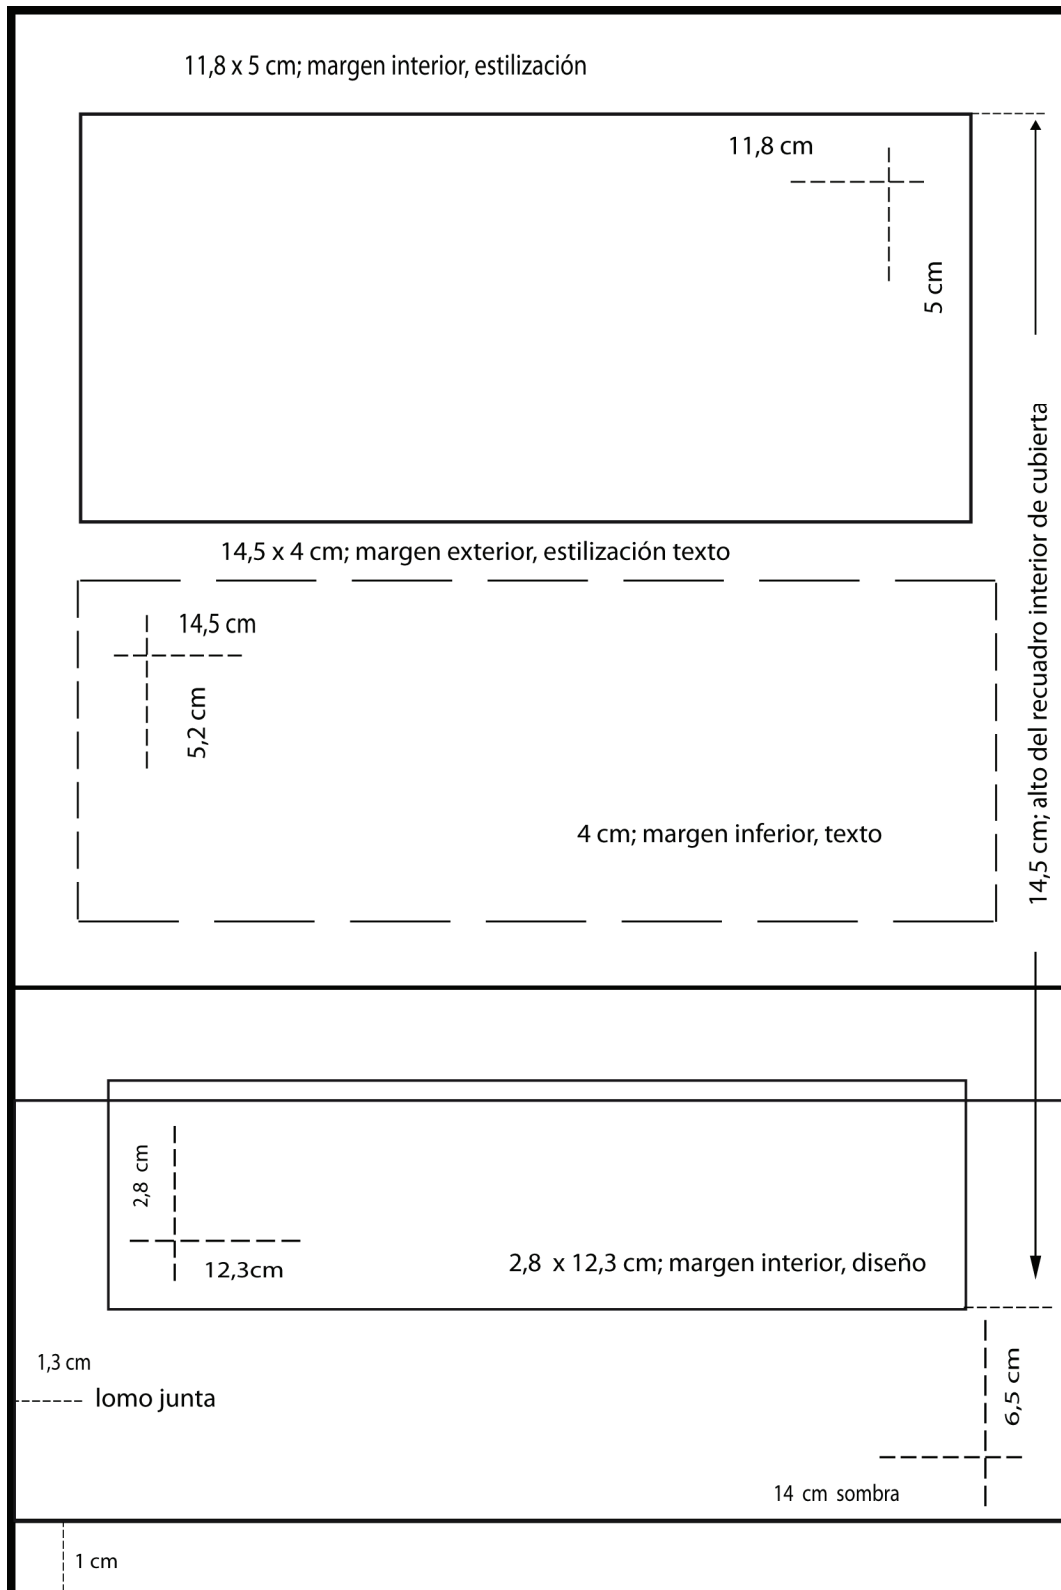 11,8 x 5 cm; margen interior, estilización
11,8 cm
5 cm
14,5 cm; alto del recuadro interior de cubierta
14,5 x 4 cm; margen exterior, estilización texto
14,5 cm
5,2 cm
4 cm; margen inferior, texto
2,8 cm
12,3cm
2,8 x 12,3 cm; margen interior, diseño
1,3 cm
lomo junta
6,5 cm
14 cm sombra
1 cm